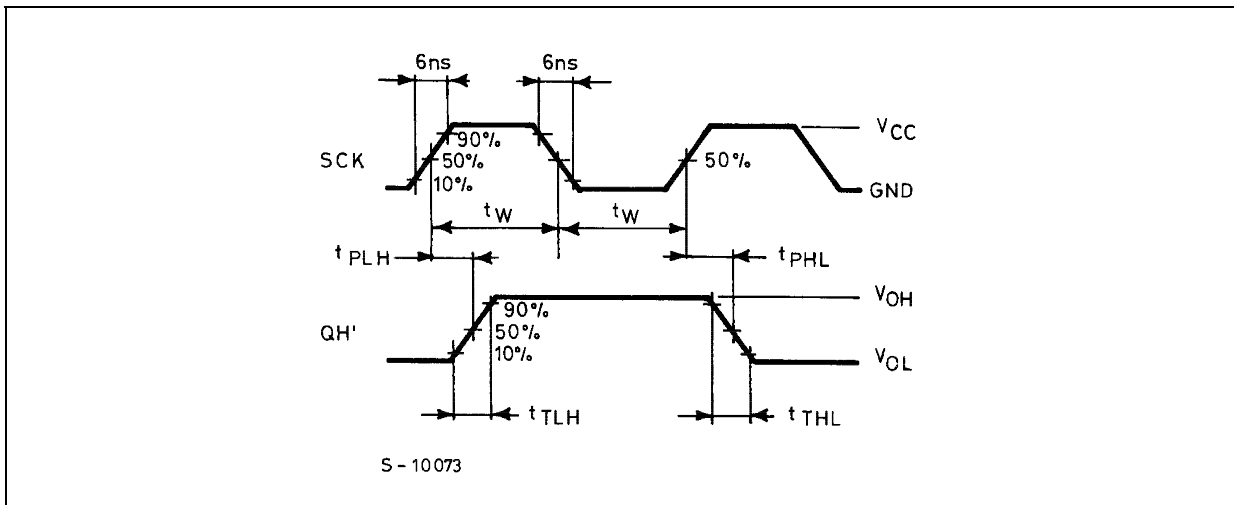 6ns 6ns
VCC
90%
SCK 50% 50%
10%
GND
tW tW
tPLH tPHL
VOH
90%
QH' 50%
10%
VOL
tTLH tTHL
S-10073